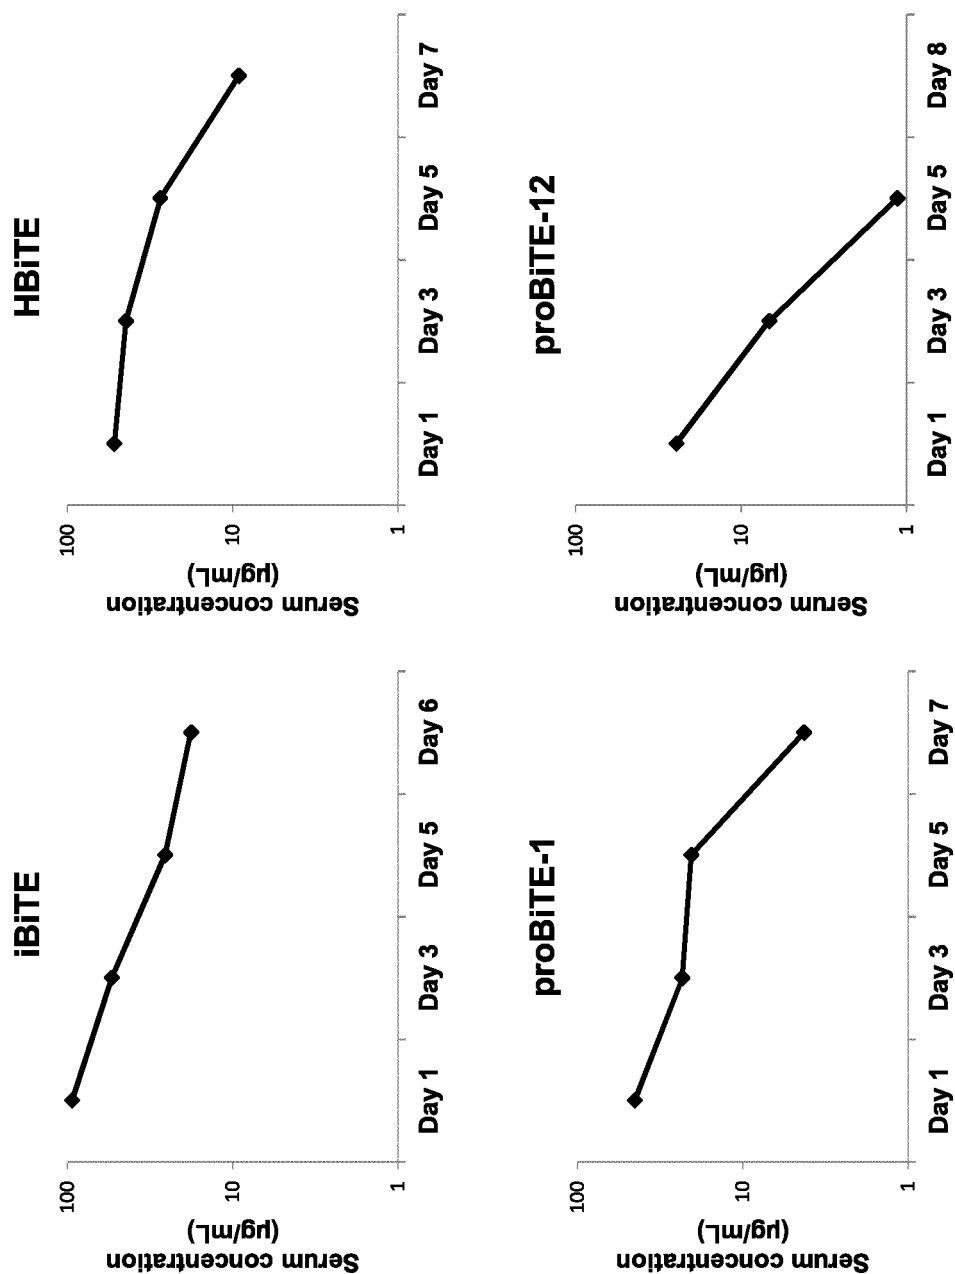 iBiTE
Serum concentration
(µg/mL)
100
10
1
Day 1
Day 3
Day 5
Day 6
HBiTE
Serum concentration
(µg/mL)
100
10
1
Day 1
Day 3
Day 5
Day 7
proBiTE-1
Serum concentration
(µg/mL)
100
10
1
Day 1
Day 3
Day 5
Day 7
proBiTE-12
Serum concentration
(µg/mL)
100
10
1
Day 1
Day 3
Day 5
Day 8